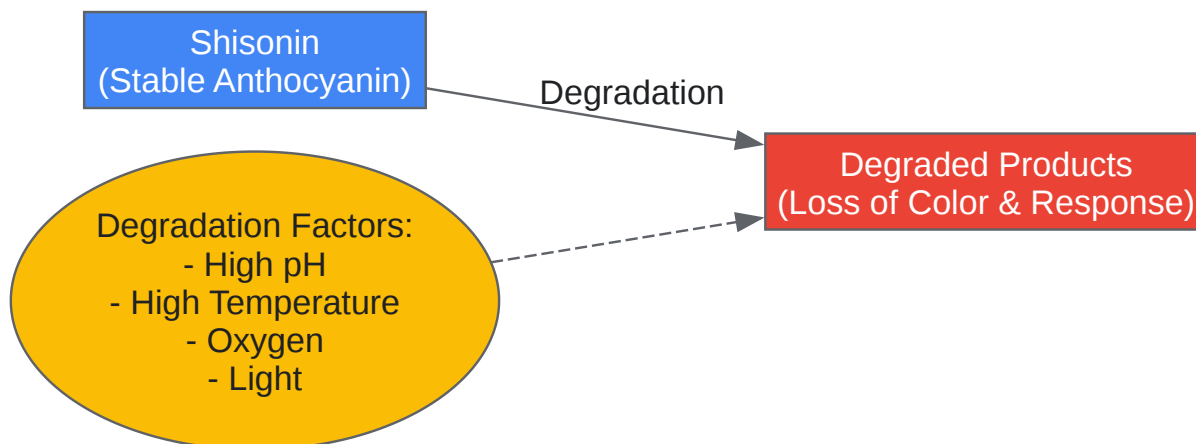 Shisonin
(Stable Anthocyanin)
Degradation
Degraded Products
(Loss of Color & Response)
Degradation Factors:
- High pH
- High Temperature
- Oxygen
- Light